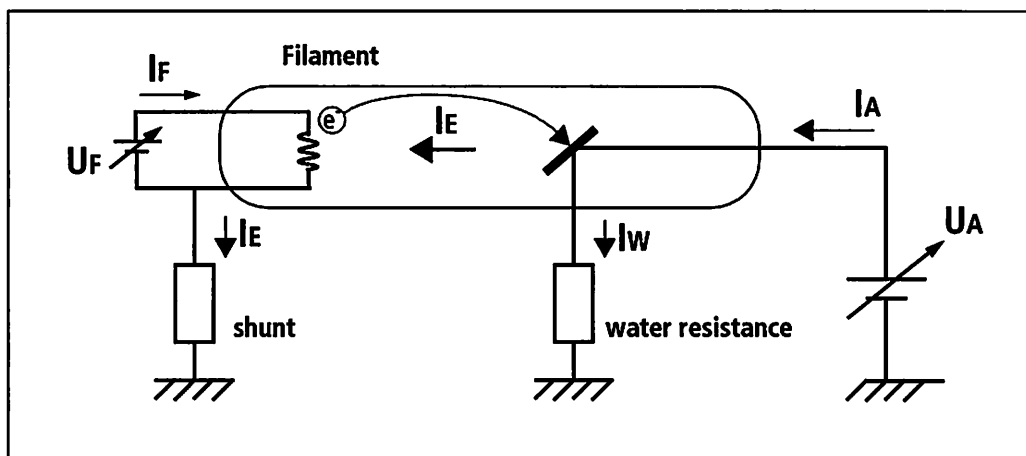 Filament
IF
e-
IE
IA
UF
IE
IW
UA
shunt
water resistance